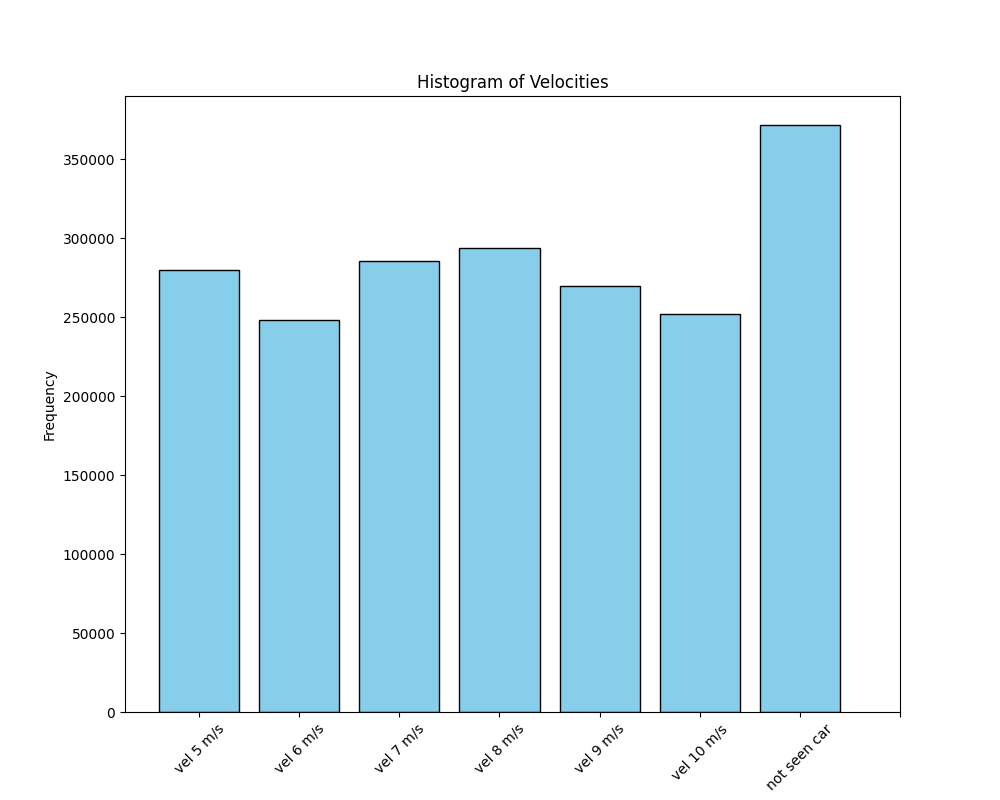 Histogram of Velocities
Frequency
350000
300000
250000
200000
150000
100000
50000
0
vel 5 m/s
vel 6 m/s
vel 7 m/s
vel 8 m/s
vel 9 m/s
vel 10 m/s
not seen car